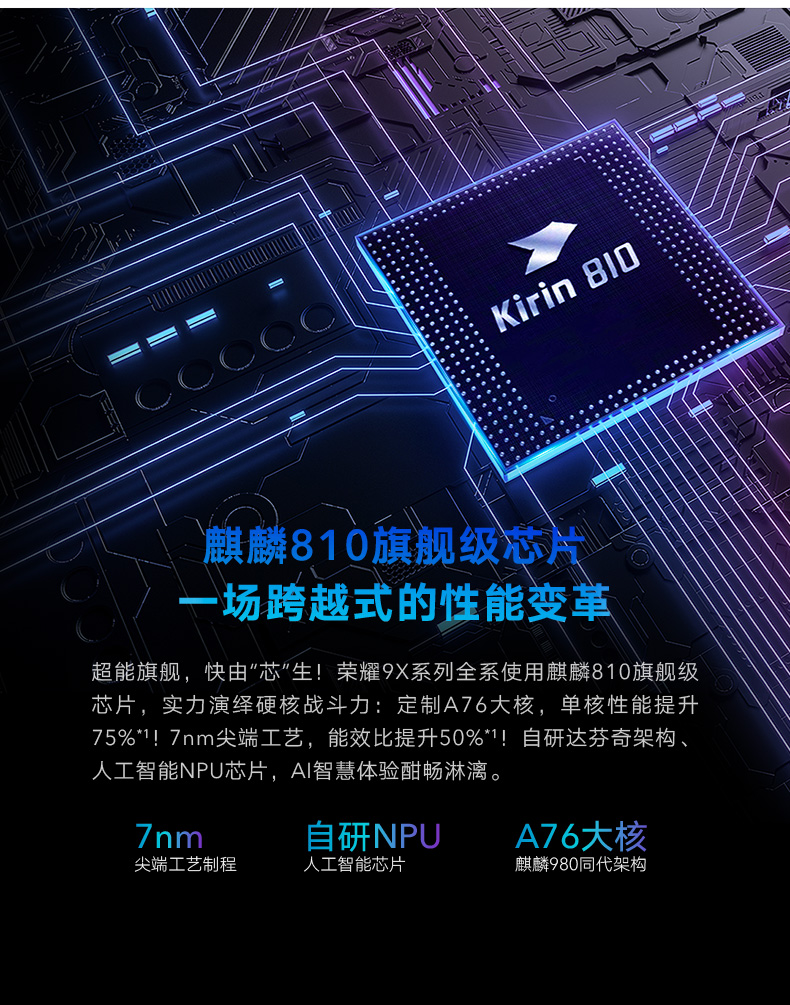 Kirin 810
麒麟810旗舰级芯片
一场跨越式的性能变革
超能旗舰，快由“芯”生！荣耀9X系列全系使用麒麟810旗舰级
芯片，实力演绎硬核战斗力：定制A76大核，单核性能提升
75%*¹！7nm尖端工艺，能效比提升50%*¹！自研达芬奇架构、
人工智能NPU芯片，AI智慧体验酣畅淋漓。
7nm 自研NPU A76大核
尖端工艺制程 人工智能芯片 麒麟980同代架构